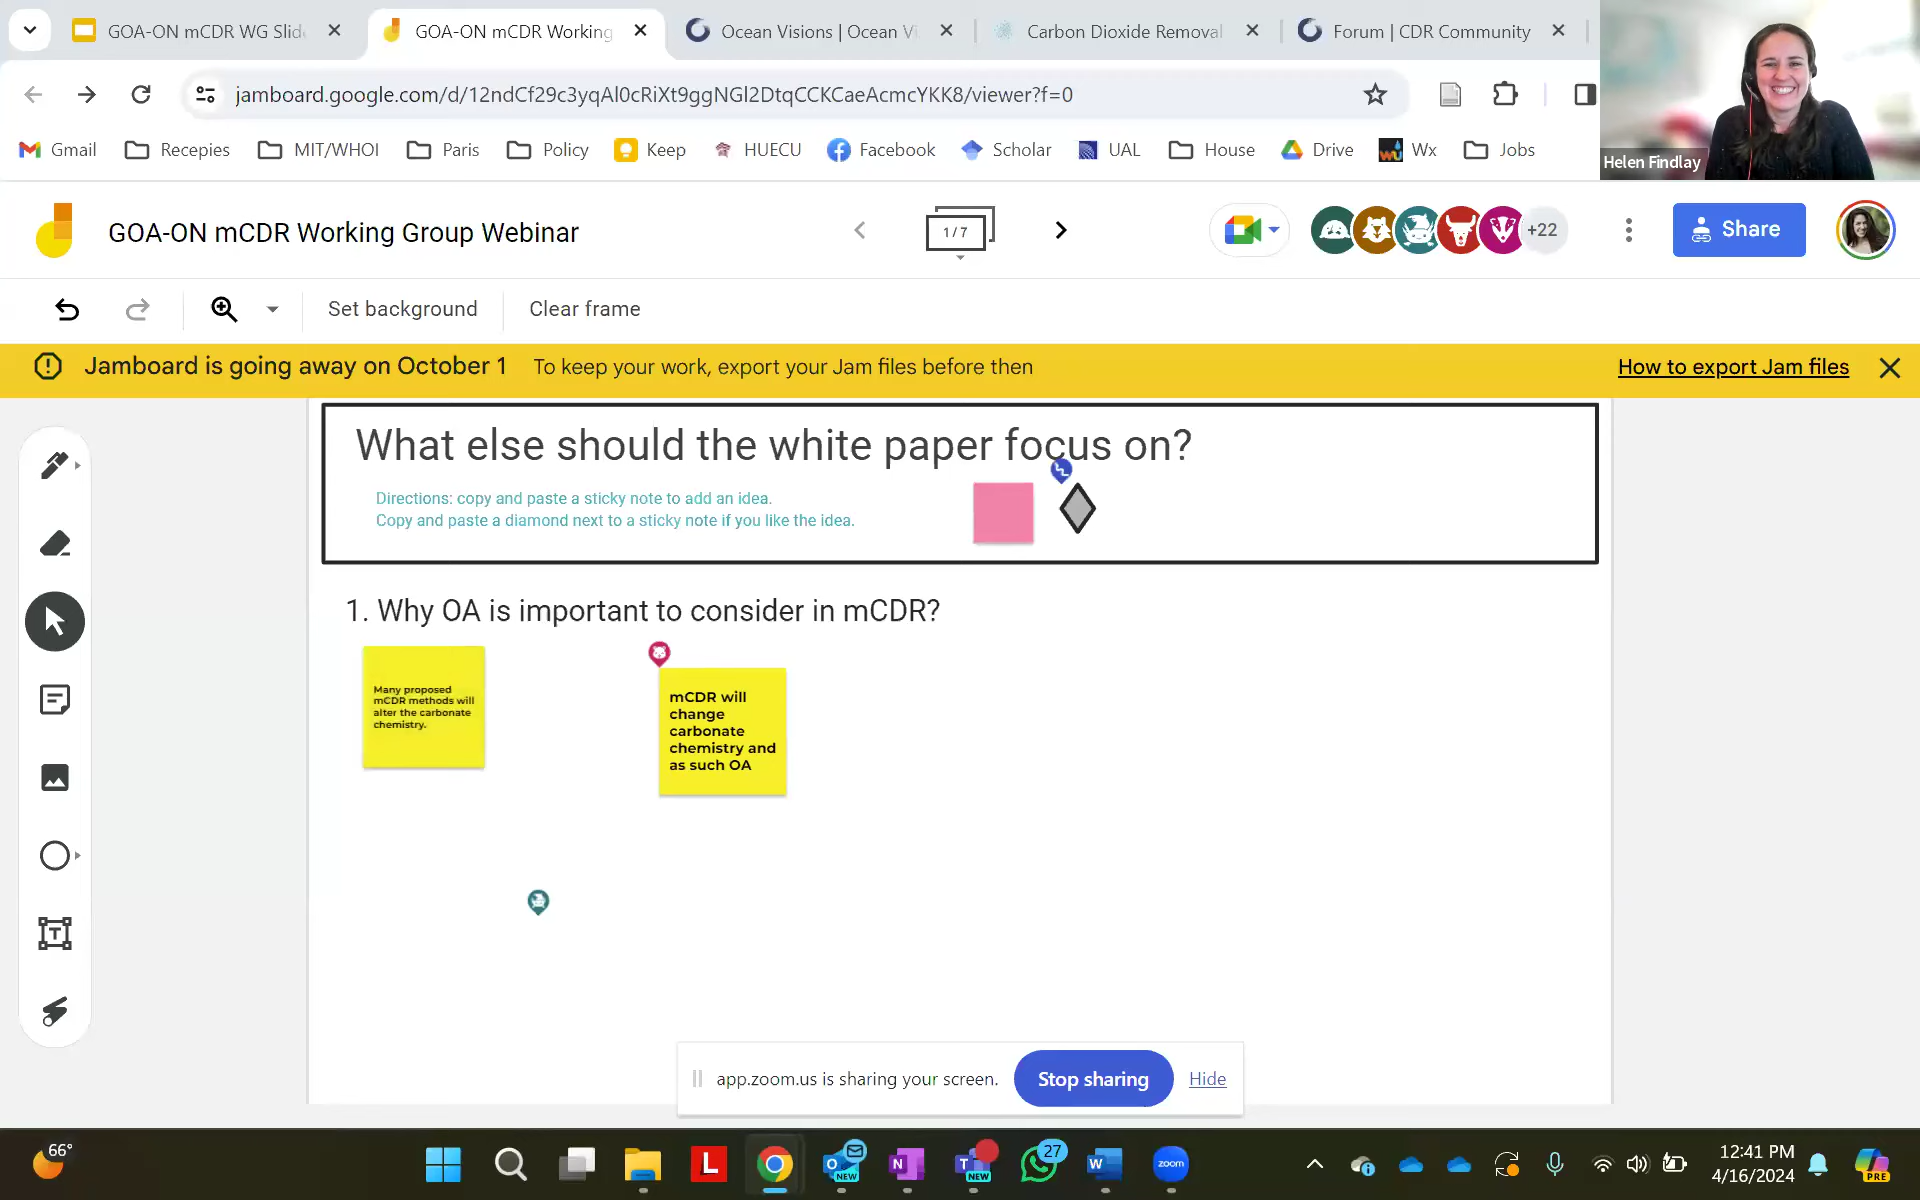 GOA-ON mCDR WG Slid
GOA-ON mCDR Working
Ocean Visions | Ocean Vi
Carbon Dioxide Removal
Forum | CDR Community
jamboard.google.com/d/12ndCf29c3yqAl0cRiXt9ggNGl2DtqCCKCaeAcmcYKK8/viewer?f=0
Gmail
Recepies
MIT/WHOI
Paris
Policy
Keep
HUECU
Facebook
Scholar
UAL
House
Drive
Wx
Jobs
Helen Findlay
GOA-ON mCDR Working Group Webinar
1 / 7
+22
Share
Set background
Clear frame
Jamboard is going away on October 1
To keep your work, export your Jam files before then
How to export Jam files
What else should the white paper focus on?
Directions: copy and paste a sticky note to add an idea.
Copy and paste a diamond next to a sticky note if you like the idea.
1. Why OA is important to consider in mCDR?
Many proposed
mCDR methods will
alter the carbonate
chemistry.
mCDR will
change
carbonate
chemistry and
as such OA
app.zoom.us is sharing your screen.
Stop sharing
Hide
66°
L
NEW
N
T
NEW
27
W
zoom
12:41 PM
4/16/2024
PRE